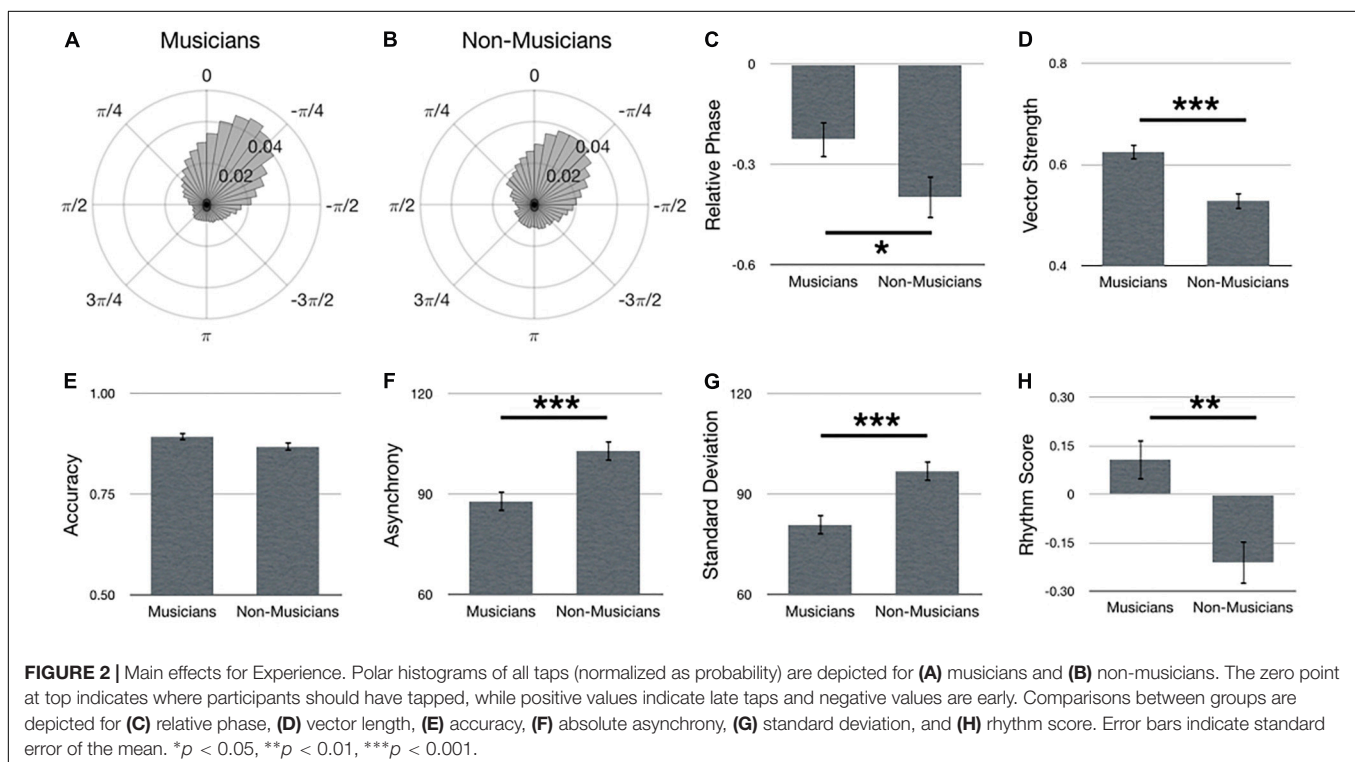 A Musicians
0
π/4 -π/4
0.04
0.02
π/2 -π/2
3π/4 -3π/2
π
B Non-Musicians
0
π/4 -π/4
0.04
0.02
π/2 -π/2
3π/4 -3π/2
π
C
Relative Phase
0
-0.3
-0.6
*
Musicians Non-Musicians
D
Vector Strength
0.8
0.6
0.4
***
Musicians Non-Musicians
E
Accuracy
1.00
0.75
0.50
Musicians Non-Musicians
F
Asynchrony
120
90
60
***
Musicians Non-Musicians
G
Standard Deviation
120
90
60
***
Musicians Non-Musicians
H
Rhythm Score
0.30
0.15
0
-0.15
-0.30
**
Musicians Non-Musicians
FIGURE 2 | Main effects for Experience. Polar histograms of all taps (normalized as probability) are depicted for (A) musicians and (B) non-musicians. The zero point
at top indicates where participants should have tapped, while positive values indicate late taps and negative values are early. Comparisons between groups are
depicted for (C) relative phase, (D) vector length, (E) accuracy, (F) absolute asynchrony, (G) standard deviation, and (H) rhythm score. Error bars indicate standard
error of the mean. *p < 0.05, **p < 0.01, ***p < 0.001.